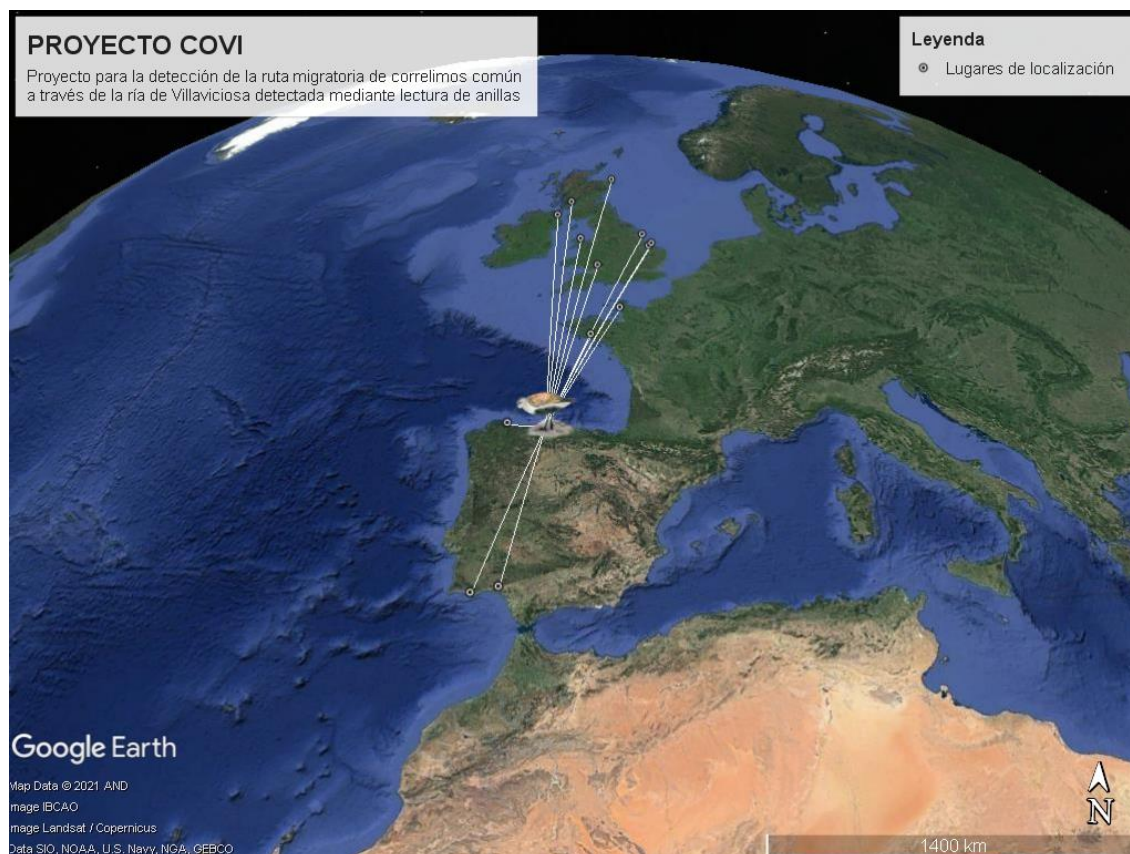 PROYECTO COVI
Proyecto para la detección de la ruta migratoria de correlimos común
a través de la ría de Villaviciosa detectada mediante lectura de anillas
Leyenda
Lugares de localización
Google Earth
Map Data © 2021 AND
mage IBCAO
mage Landsat / Copernicus
Data SIO, NOAA, U.S. Navy, NGA, GEBCO
N
1400 km